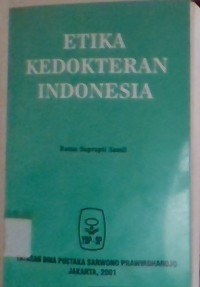 ETIKA
KEDOKTERAN
INDONESIA
YAYASAN BINA PUSTAKA SARWONO PRAWIROHARDJO
JAKARTA, 2001